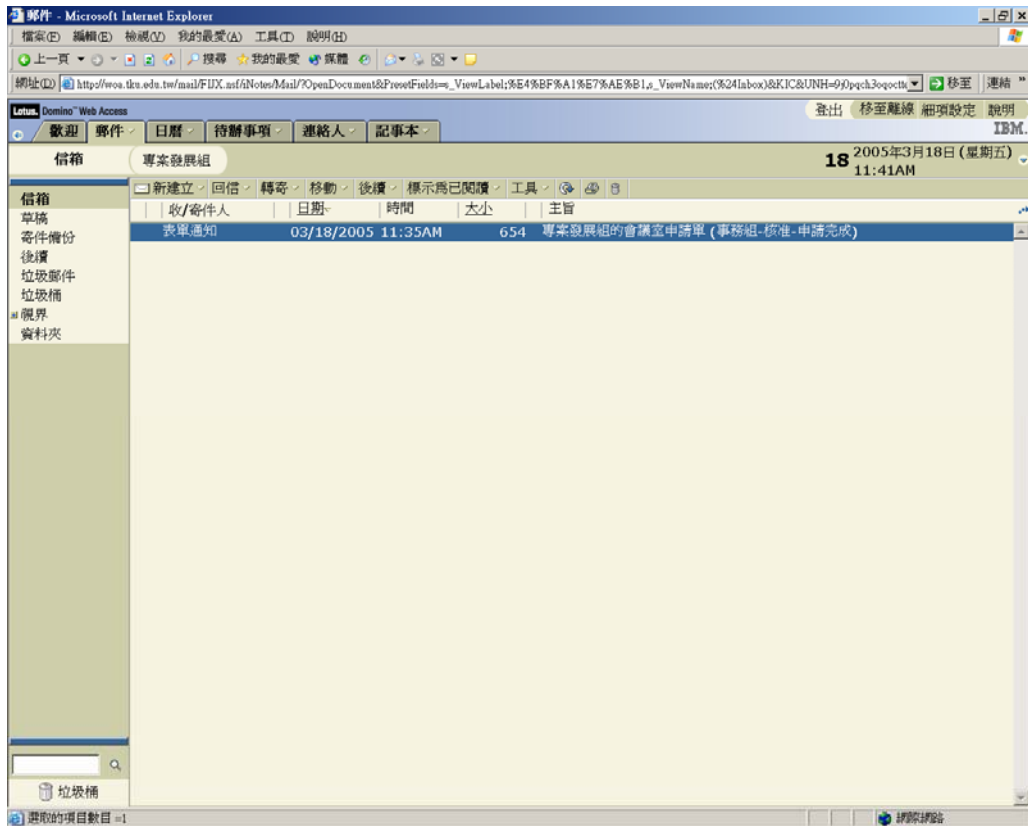 郵件 - Microsoft Internet Explorer
檔案(F) 編輯(E) 檢視(V) 我的最愛(A) 工具(T) 說明(H)
上一頁 搜尋 我的最愛 媒體
網址(D) http://woa.tku.edu.tw/mail/FIJX.nsf/iNotes/Mail/?OpenDocument&PresetFields=s_ViewLabel;%E4%BF%A1%E7%AE%B1,s_ViewName;(%24Inbox)&KIC&UNH= 移至 連結 »
Lotus. Domino™ Web Access 登出 移至離線 細項設定 說明
歡迎 郵件 日曆 待辦事項 連絡人 記事本 IBM.
信箱 專案發展組 18 2005年3月18日 (星期五)
11:41AM
新建立 回信 轉寄 移動 後續 標示為已閱讀 工具
收/寄件人 日期 時間 大小 主旨
表單通知 03/18/2005 11:35AM 654 專案發展組的會議室申請單 (事務組-核准-申請完成)
信箱
草稿
寄件備份
後續
垃圾郵件
垃圾桶
視界
資料夾
垃圾桶
選取的項目數目 =1 網際網路